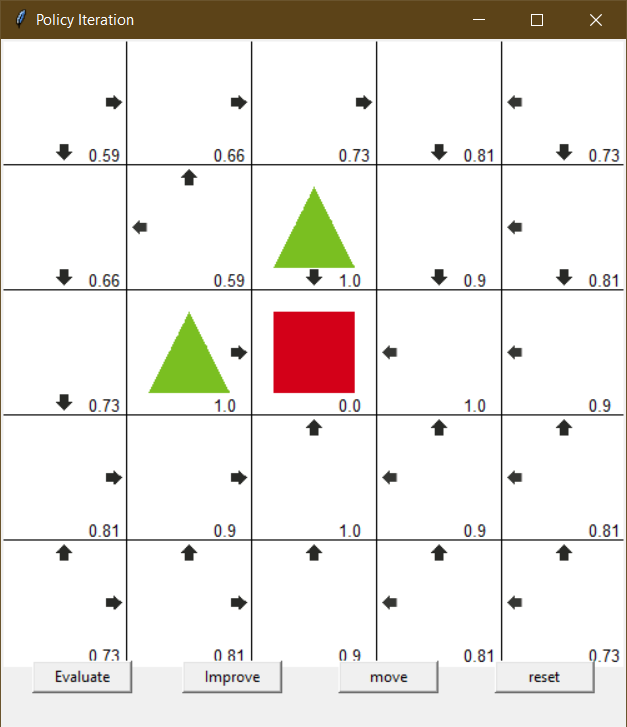 Policy Iteration
0.59 0.66 0.73 0.81 0.73
0.66 0.59 1.0 0.9 0.81
0.73 1.0 0.0 1.0 0.9
0.81 0.9 1.0 0.9 0.81
0.73 0.81 0.9 0.81 0.73
Evaluate Improve move reset